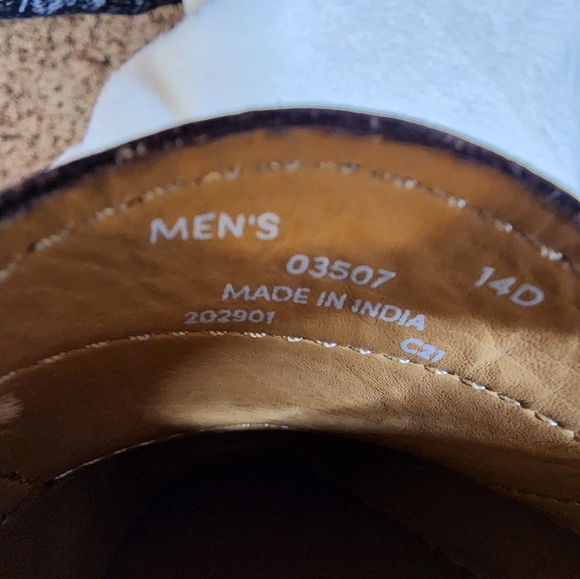 MEN'S
03507 14D
MADE IN INDIA
202901 C21